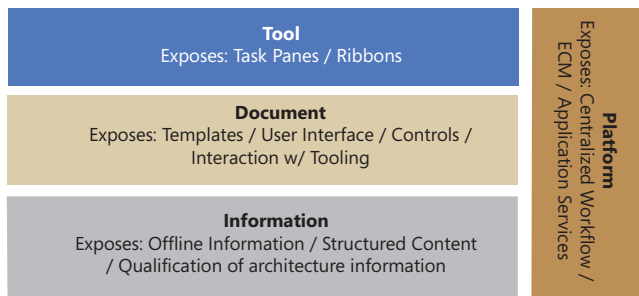 Tool
Exposes: Task Panes / Ribbons
Document
Exposes: Templates / User Interface / Controls /
Interaction w/ Tooling
Information
Exposes: Offline Information / Structured Content
/ Qualification of architecture information
Platform
Exposes: Centralized Workflow /
ECM / Application Services